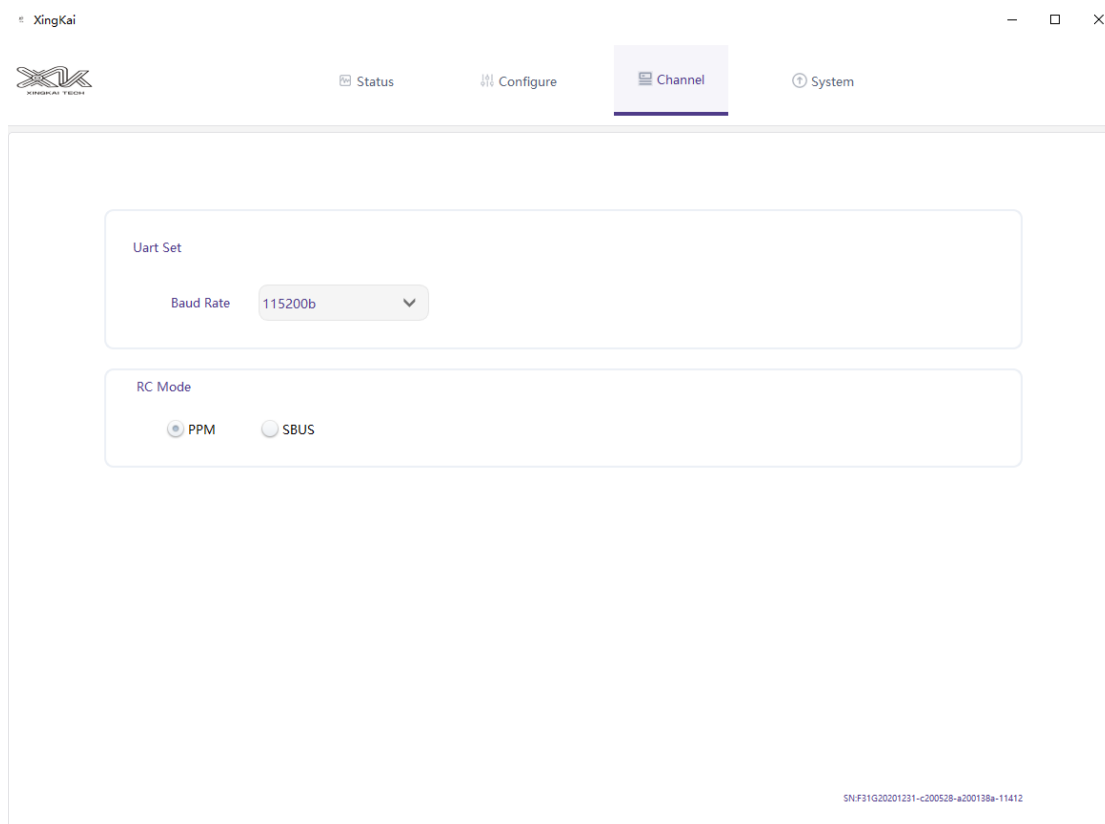 XingKai
XINGKAI TECH
Status Configure Channel System
Uart Set
Baud Rate 115200b
RC Mode
PPM SBUS
SN:F31G20201231-c200528-a200138a-11412